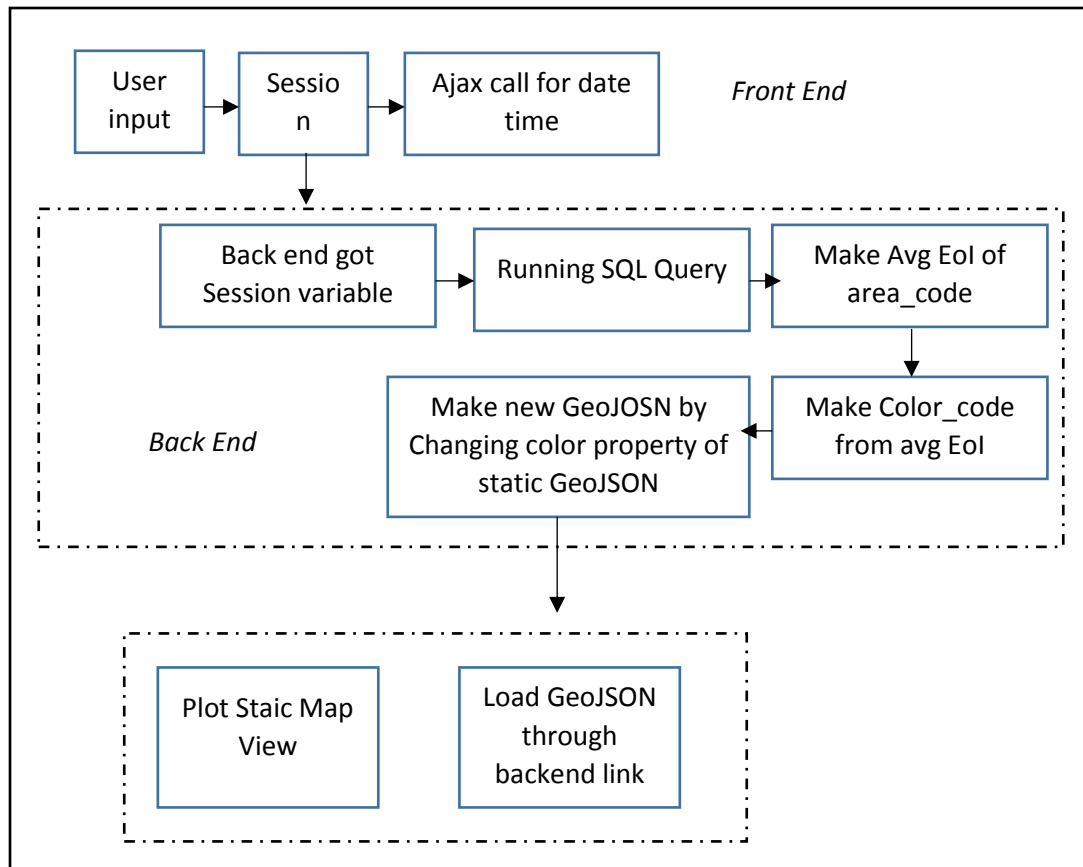 User
input
Sessio
n
Ajax call for date
time
Front End
Back end got
Session variable
Running SQL Query
Make Avg EoI of
area_code
Make new GeoJOSN by
Changing color property of
static GeoJSON
Make Color_code
from avg EoI
Back End
Plot Staic Map
View
Load GeoJSON
through
backend link